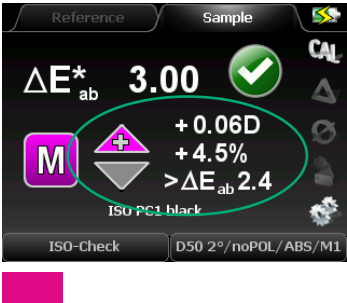 Reference Sample
CAL
ΔE*ab 3.00
M
+0.06D
+4.5%
>ΔEab 2.4
ISO PC1 black
ISO-Check D50 2°/noPOL/ABS/M1